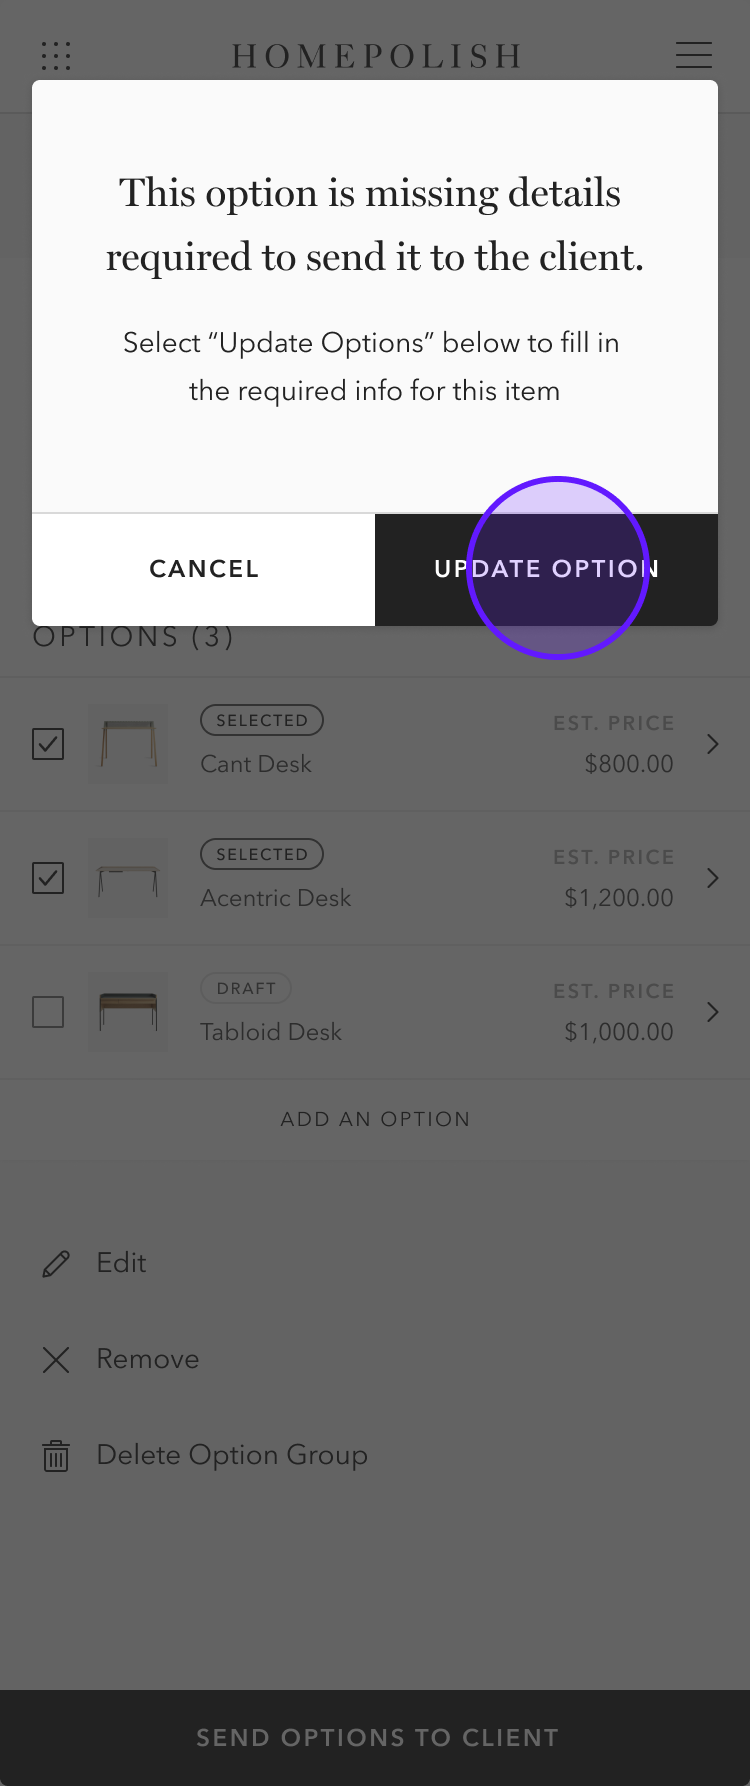 HOMEPOLISH
This option is missing details
required to send it to the client.
Select “Update Options” below to fill in
the required info for this item
CANCEL
UPDATE OPTION
OPTIONS (3)
SELECTED
EST. PRICE
Cant Desk
$800.00
SELECTED
EST. PRICE
Acentric Desk
$1,200.00
DRAFT
EST. PRICE
Tabloid Desk
$1,000.00
ADD AN OPTION
Edit
Remove
Delete Option Group
SEND OPTIONS TO CLIENT